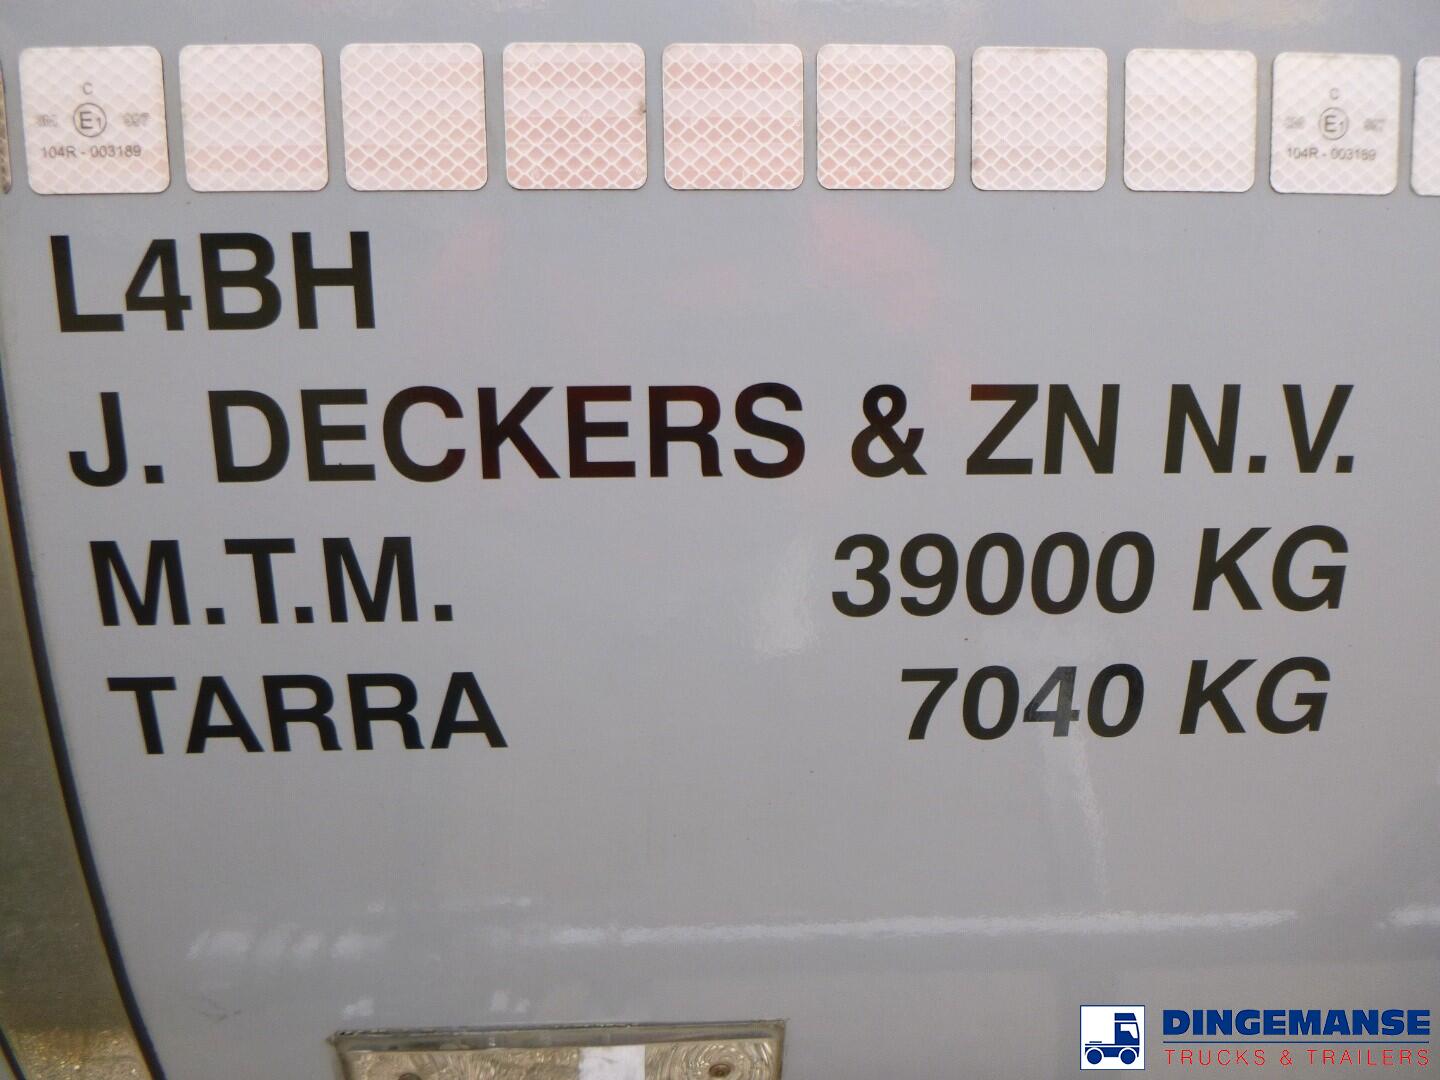 C C
E1 E1
104R - 003189 104R - 003189
L4BH
J. DECKERS & ZN N.V.
M.T.M. 39000 KG
TARRA 7040 KG
DINGEMANSE
TRUCKS & TRAILERS